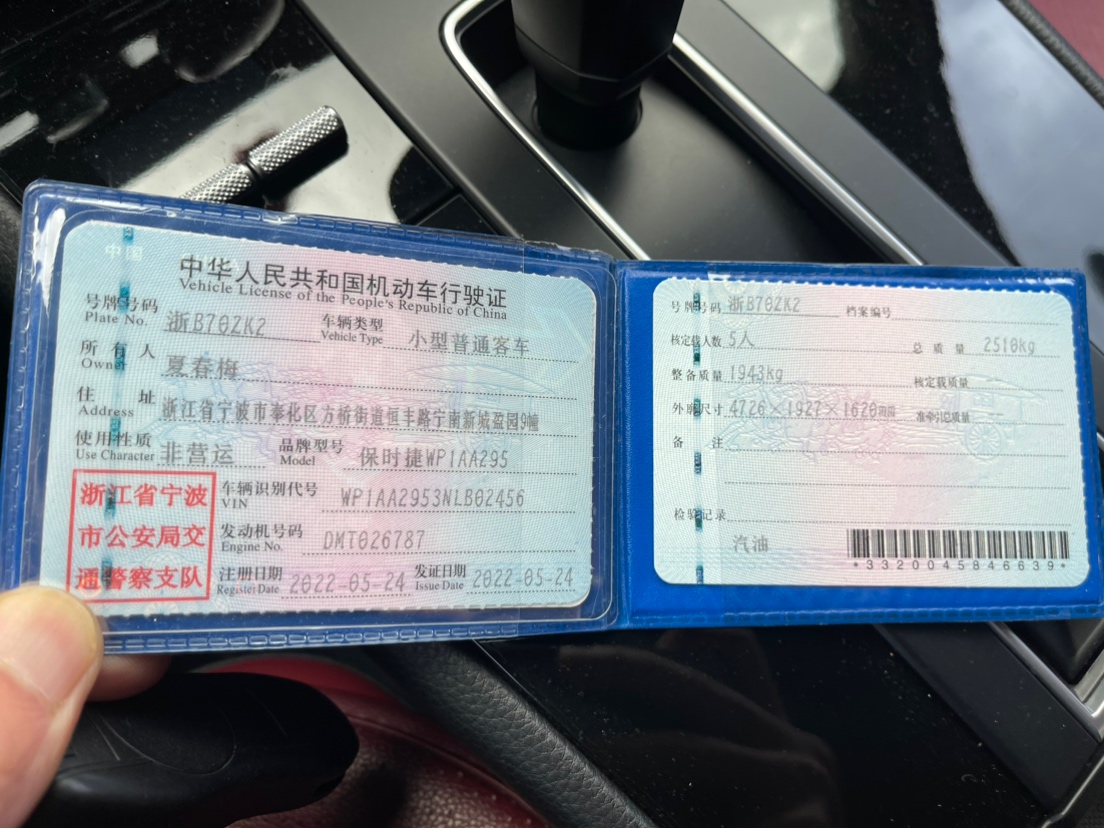 中国
中华人民共和国机动车行驶证
Vehicle License of the People's Republic of China
号牌号码 浙B70ZK2 车辆类型 小型普通客车
Plate No. Vehicle Type
所有人 夏春梅
Owner
住址 浙江省宁波市奉化区方桥街道恒丰路宁南新城盈园9幢
Address
使用性质 非营运 品牌型号 保时捷WP1AA295
Use Character Model
浙江省宁波
市公安局交
通警察支队
车辆识别代号 WP1AA2953NLB02456
VIN
发动机号码 DMT026787
Engine No.
注册日期 2022-05-24 发证日期 2022-05-24
Register Date Issue Date
号牌号码 浙B70ZK2 档案编号
核定载人数 5人 总质量 2510kg
整备质量 1943kg 核定载质量
外廓尺寸 4726×1927×1620mm 准牵引总质量 --
备注
检验记录
汽油
*3320045846639*